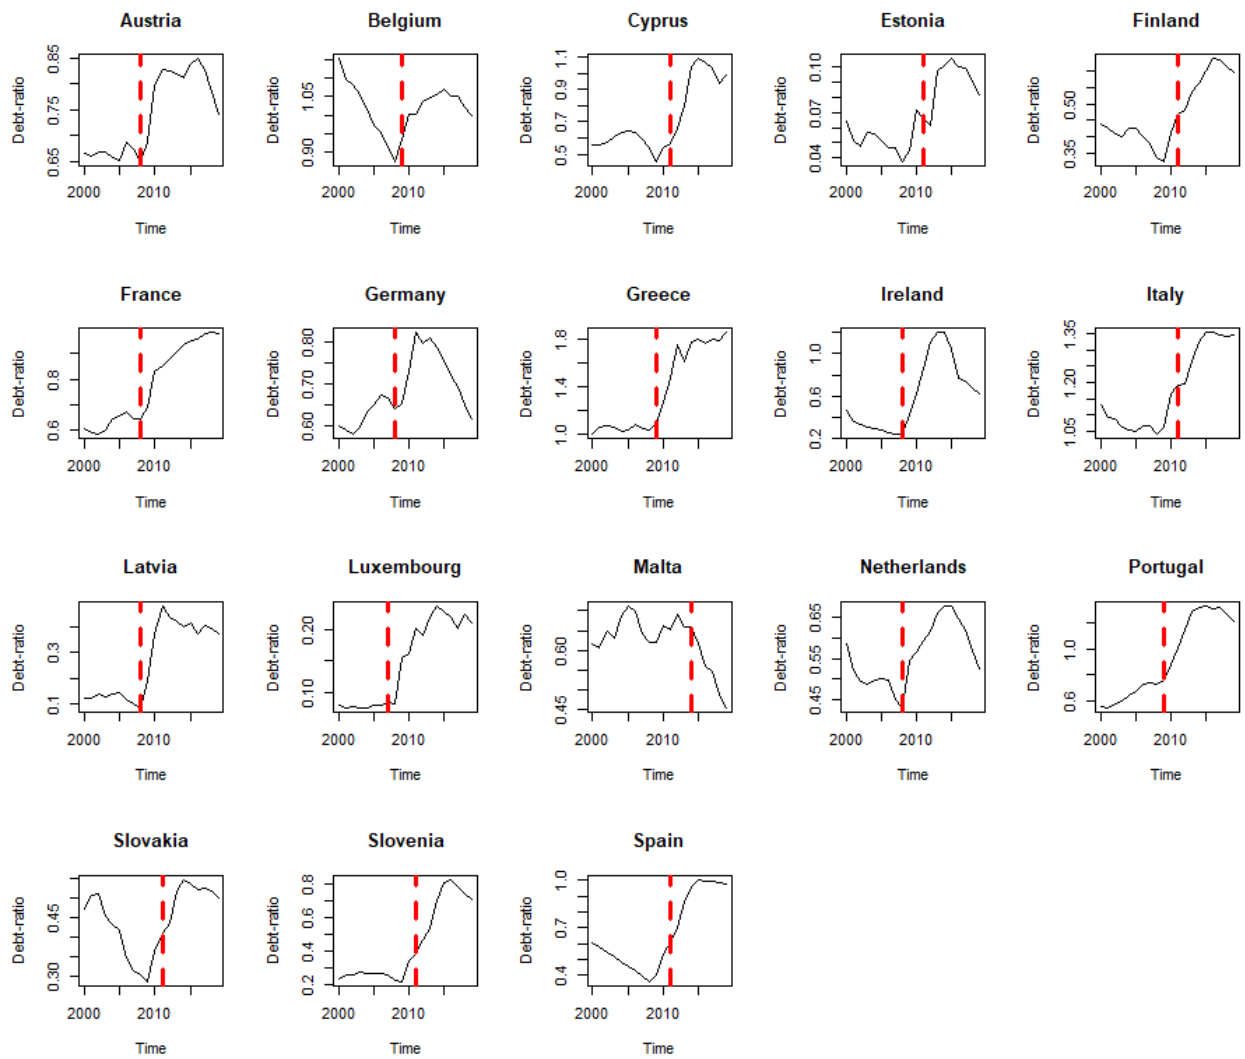 Austria
Debt-ratio
0.65 0.75 0.85
2000 2010
Time
Belgium
Debt-ratio
0.90 1.05
2000 2010
Time
Cyprus
Debt-ratio
0.5 0.7 0.9 1.1
2000 2010
Time
Estonia
Debt-ratio
0.04 0.07 0.10
2000 2010
Time
Finland
Debt-ratio
0.35 0.50
2000 2010
Time
France
Debt-ratio
0.6 0.8
2000 2010
Time
Germany
Debt-ratio
0.60 0.70 0.80
2000 2010
Time
Greece
Debt-ratio
1.0 1.4 1.8
2000 2010
Time
Ireland
Debt-ratio
0.2 0.6 1.0
2000 2010
Time
Italy
Debt-ratio
1.05 1.20 1.35
2000 2010
Time
Latvia
Debt-ratio
0.1 0.3
2000 2010
Time
Luxembourg
Debt-ratio
0.10 0.20
2000 2010
Time
Malta
Debt-ratio
0.45 0.60
2000 2010
Time
Netherlands
Debt-ratio
0.45 0.55 0.65
2000 2010
Time
Portugal
Debt-ratio
0.6 1.0
2000 2010
Time
Slovakia
Debt-ratio
0.30 0.45
2000 2010
Time
Slovenia
Debt-ratio
0.2 0.4 0.6 0.8
2000 2010
Time
Spain
Debt-ratio
0.4 0.7 1.0
2000 2010
Time